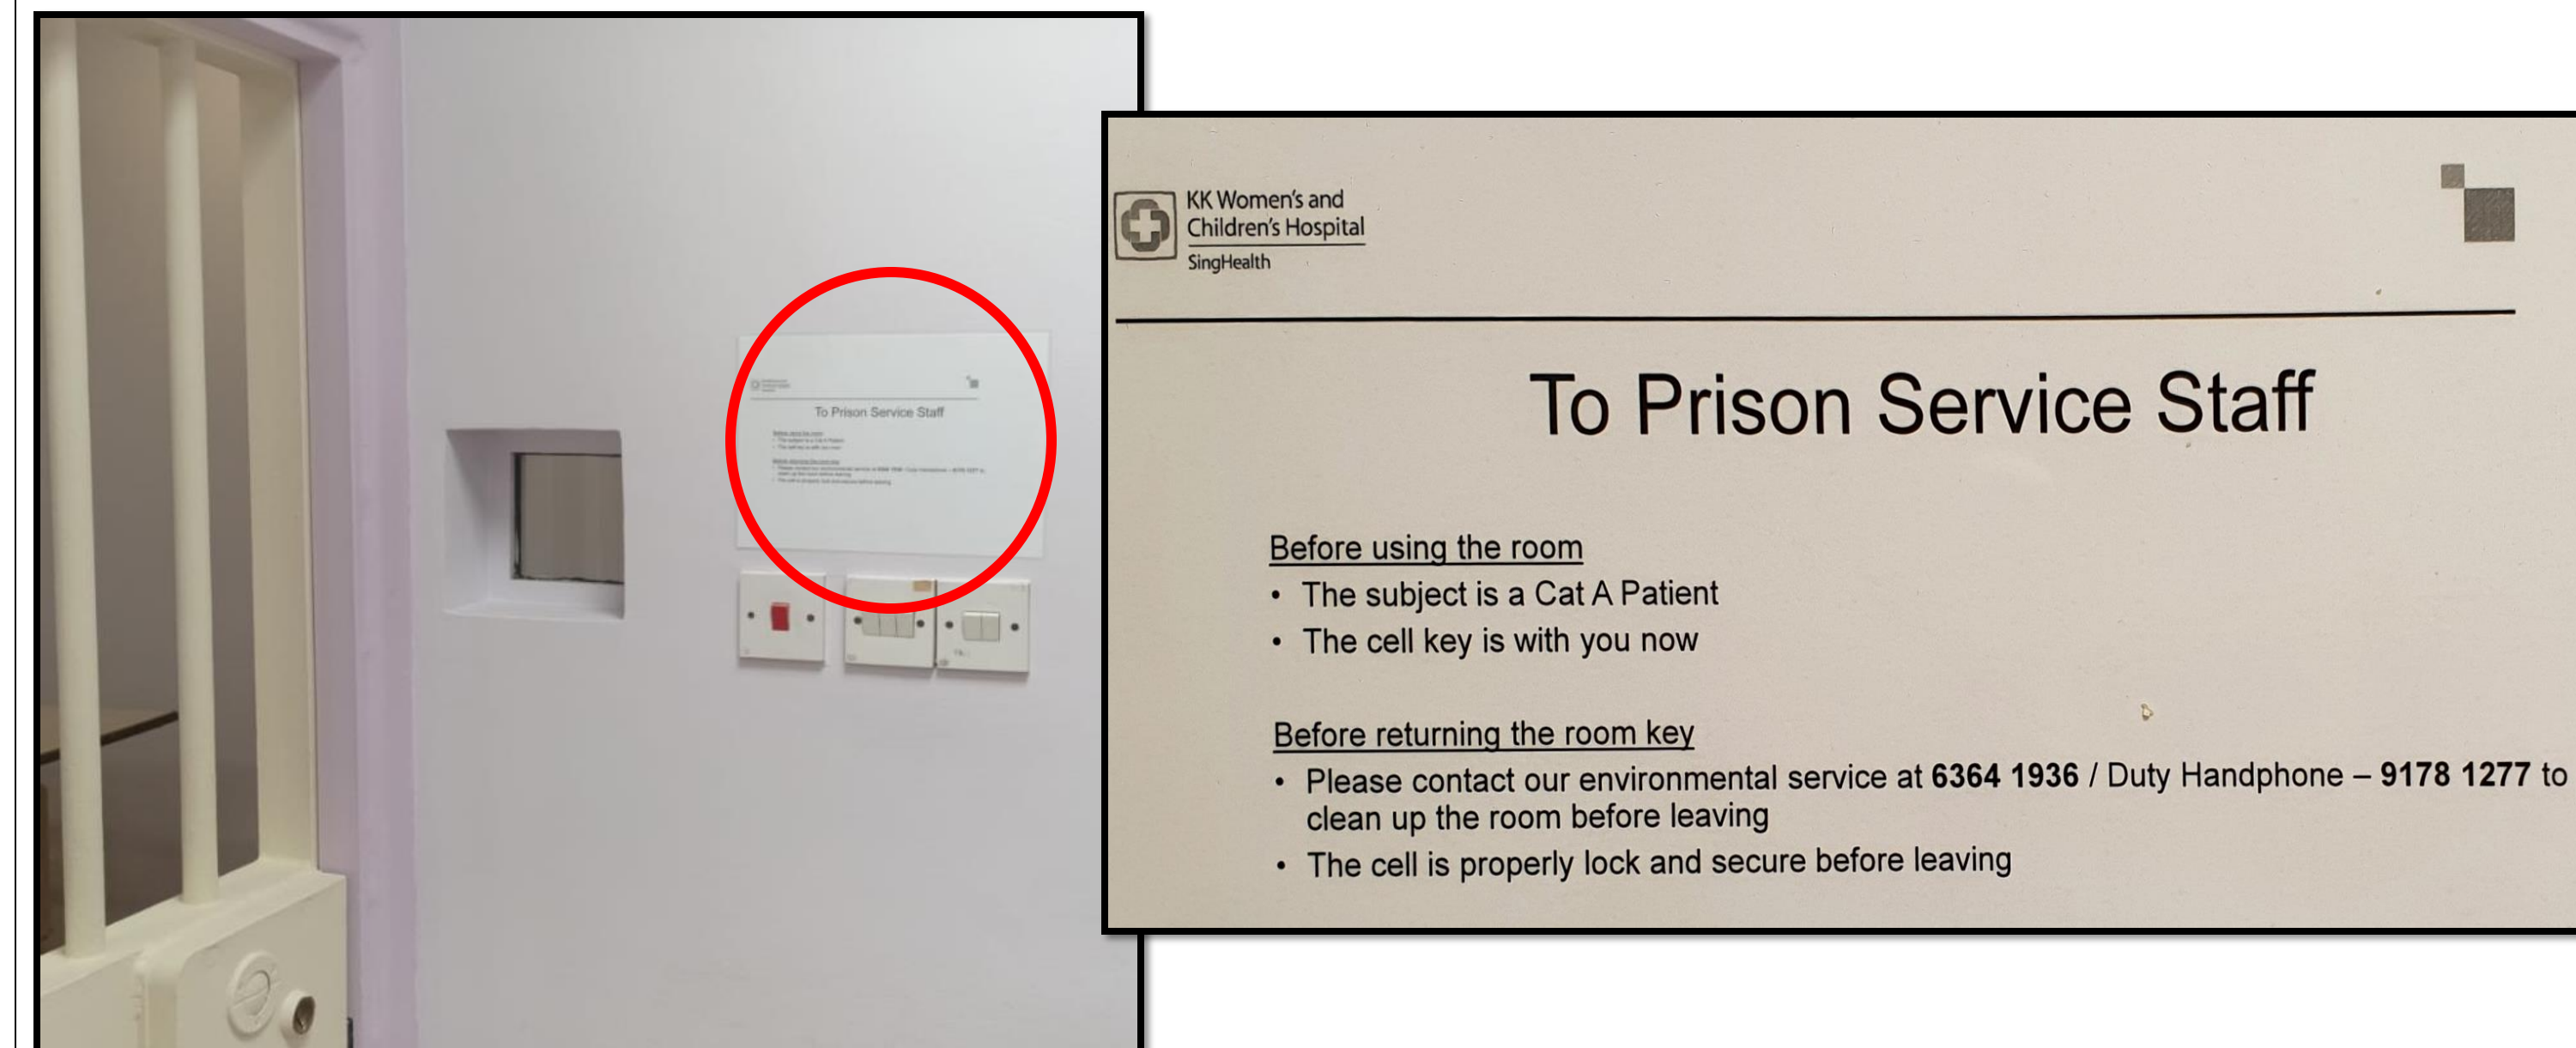 To Prison Service Staff
KK Women's and
Children's Hospital
SingHealth
To Prison Service Staff
Before using the room
• The subject is a Cat A Patient
• The cell key is with you now
Before returning the room key
• Please contact our environmental service at 6364 1936 / Duty Handphone – 9178 1277 to
clean up the room before leaving
• The cell is properly lock and secure before leaving